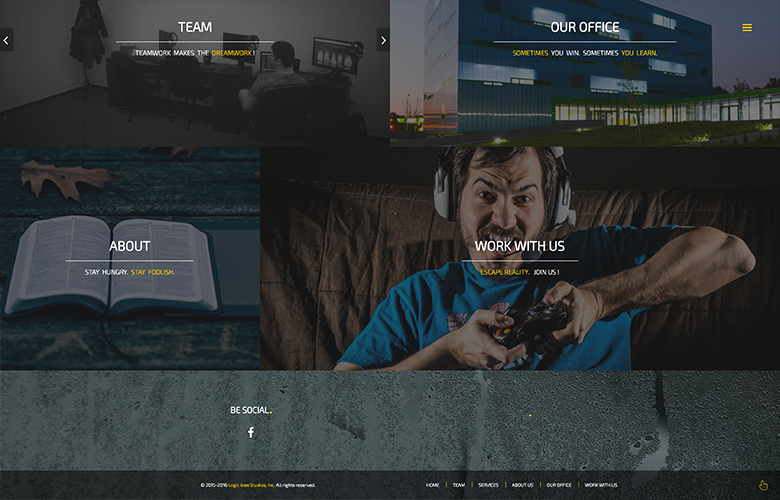 TEAM
TEAMWORK MAKES THE DREAMWORK!
OUR OFFICE
SOMETIMES YOU WIN. SOMETIMES YOU LEARN.
ABOUT
STAY HUNGRY. STAY FOOLISH.
WORK WITH US
ESCAPE REALITY. JOIN US!
BE SOCIAL.
© 2015-2016 Logic Idea Studios, Inc. All rights reserved.
HOME | TEAM | SERVICES | ABOUT US | OUR OFFICE | WORK WITH US